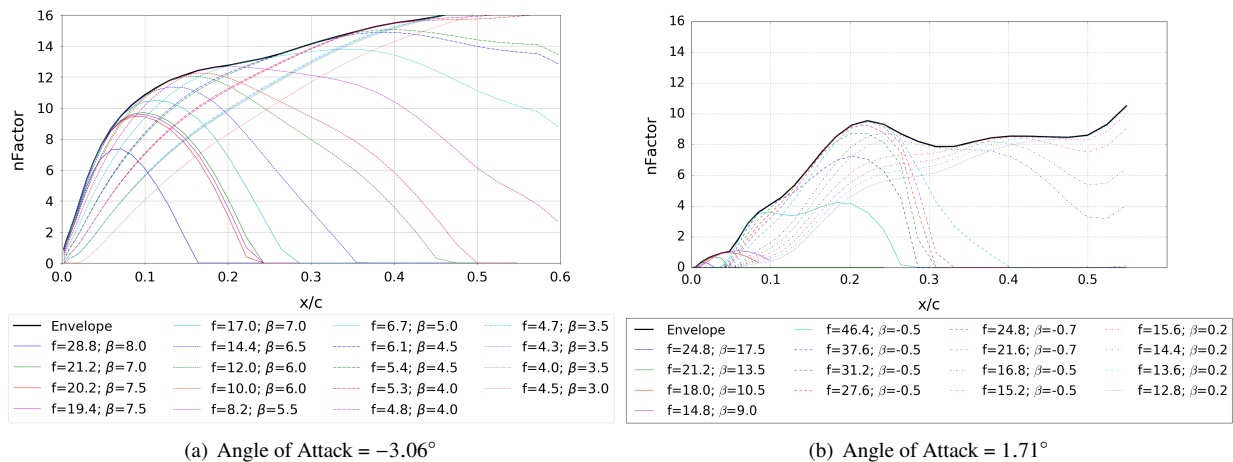 16
14
12
10
8
6
4
2
0
nFactor
0.0 0.1 0.2 0.3 0.4 0.5 0.6
x/c
Envelope
f=28.8; β=8.0
f=21.2; β=7.0
f=20.2; β=7.5
f=19.4; β=7.5
f=17.0; β=7.0
f=14.4; β=6.5
f=12.0; β=6.0
f=10.0; β=6.0
f=8.2; β=5.5
f=6.7; β=5.0
f=6.1; β=4.5
f=5.4; β=4.5
f=5.3; β=4.0
f=4.8; β=4.0
f=4.7; β=3.5
f=4.3; β=3.5
f=4.0; β=3.5
f=4.5; β=3.0
(a) Angle of Attack = −3.06°
16
14
12
10
8
6
4
2
0
nFactor
0.0 0.1 0.2 0.3 0.4 0.5
x/c
Envelope
f=24.8; β=17.5
f=21.2; β=13.5
f=18.0; β=10.5
f=14.8; β=9.0
f=46.4; β=-0.5
f=37.6; β=-0.5
f=31.2; β=-0.5
f=27.6; β=-0.5
f=24.8; β=-0.7
f=21.6; β=-0.7
f=16.8; β=-0.5
f=15.2; β=-0.5
f=15.6; β=0.2
f=14.4; β=0.2
f=13.6; β=0.2
f=12.8; β=0.2
(b) Angle of Attack = 1.71°